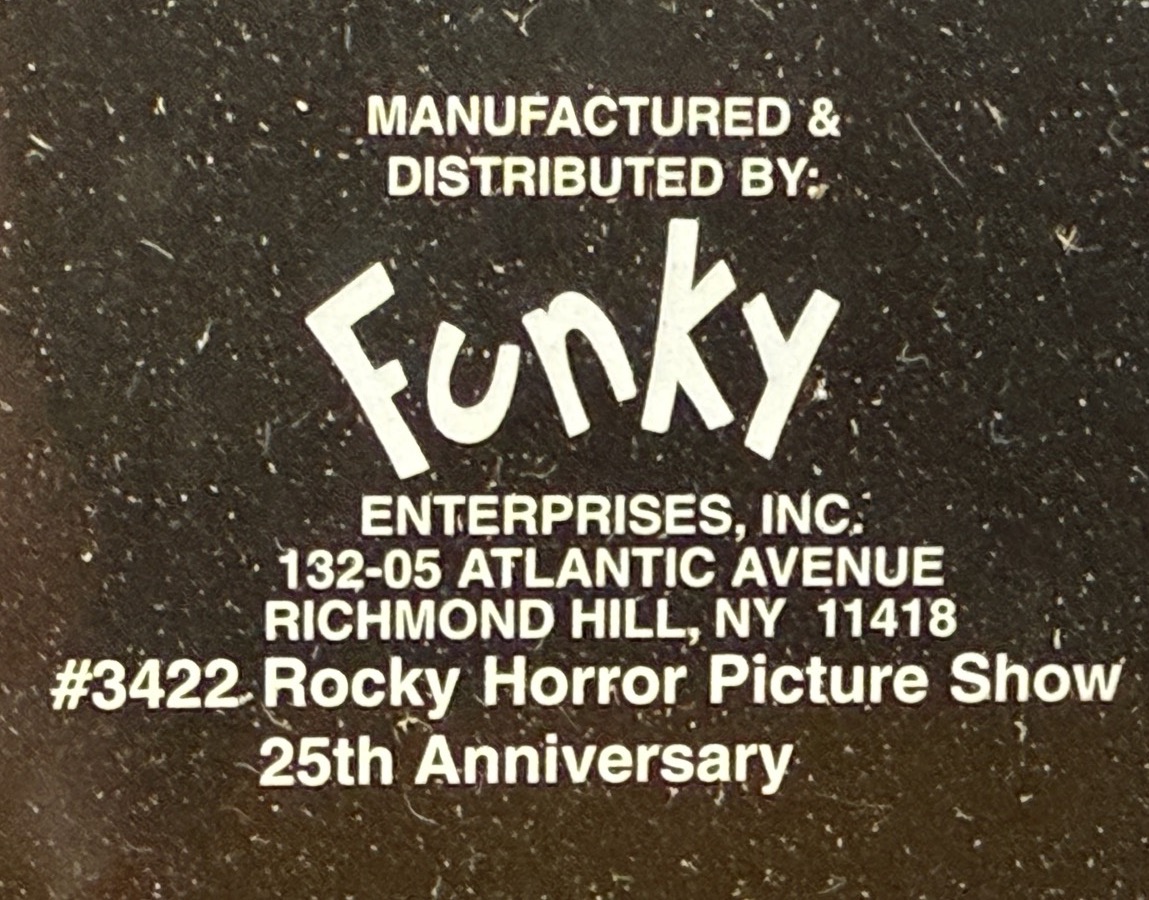 MANUFACTURED &
DISTRIBUTED BY:
Funky
ENTERPRISES, INC.
132-05 ATLANTIC AVENUE
RICHMOND HILL, NY 11418
#3422 Rocky Horror Picture Show
25th Anniversary